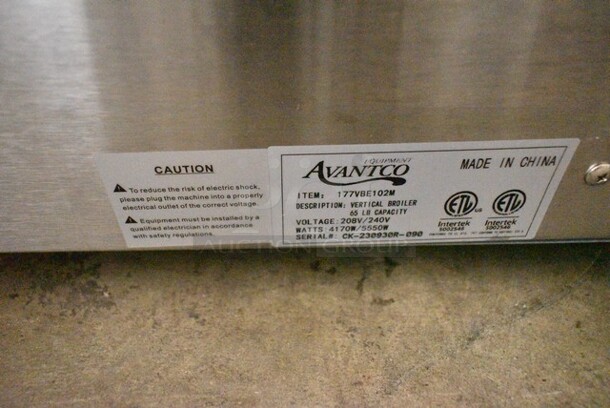 CAUTION
To reduce the risk of electric shock,
please plug the machine into a properly
electrical outlet of the correct voltage.
Equipment must be installed by a
qualified electrician in accordance
with safety regulations.
EQUIPMENT
AVANTCO
MADE IN CHINA
ITEM: 177VBE102M
DESCRIPTION: VERTICAL BROILER
65 LB CAPACITY
VOLTAGE: 208V/240V
WATTS: 4170W/5550W
SERIAL# CK-230930R-090
ETL US ETL
Intertek Intertek
5002548 5002546